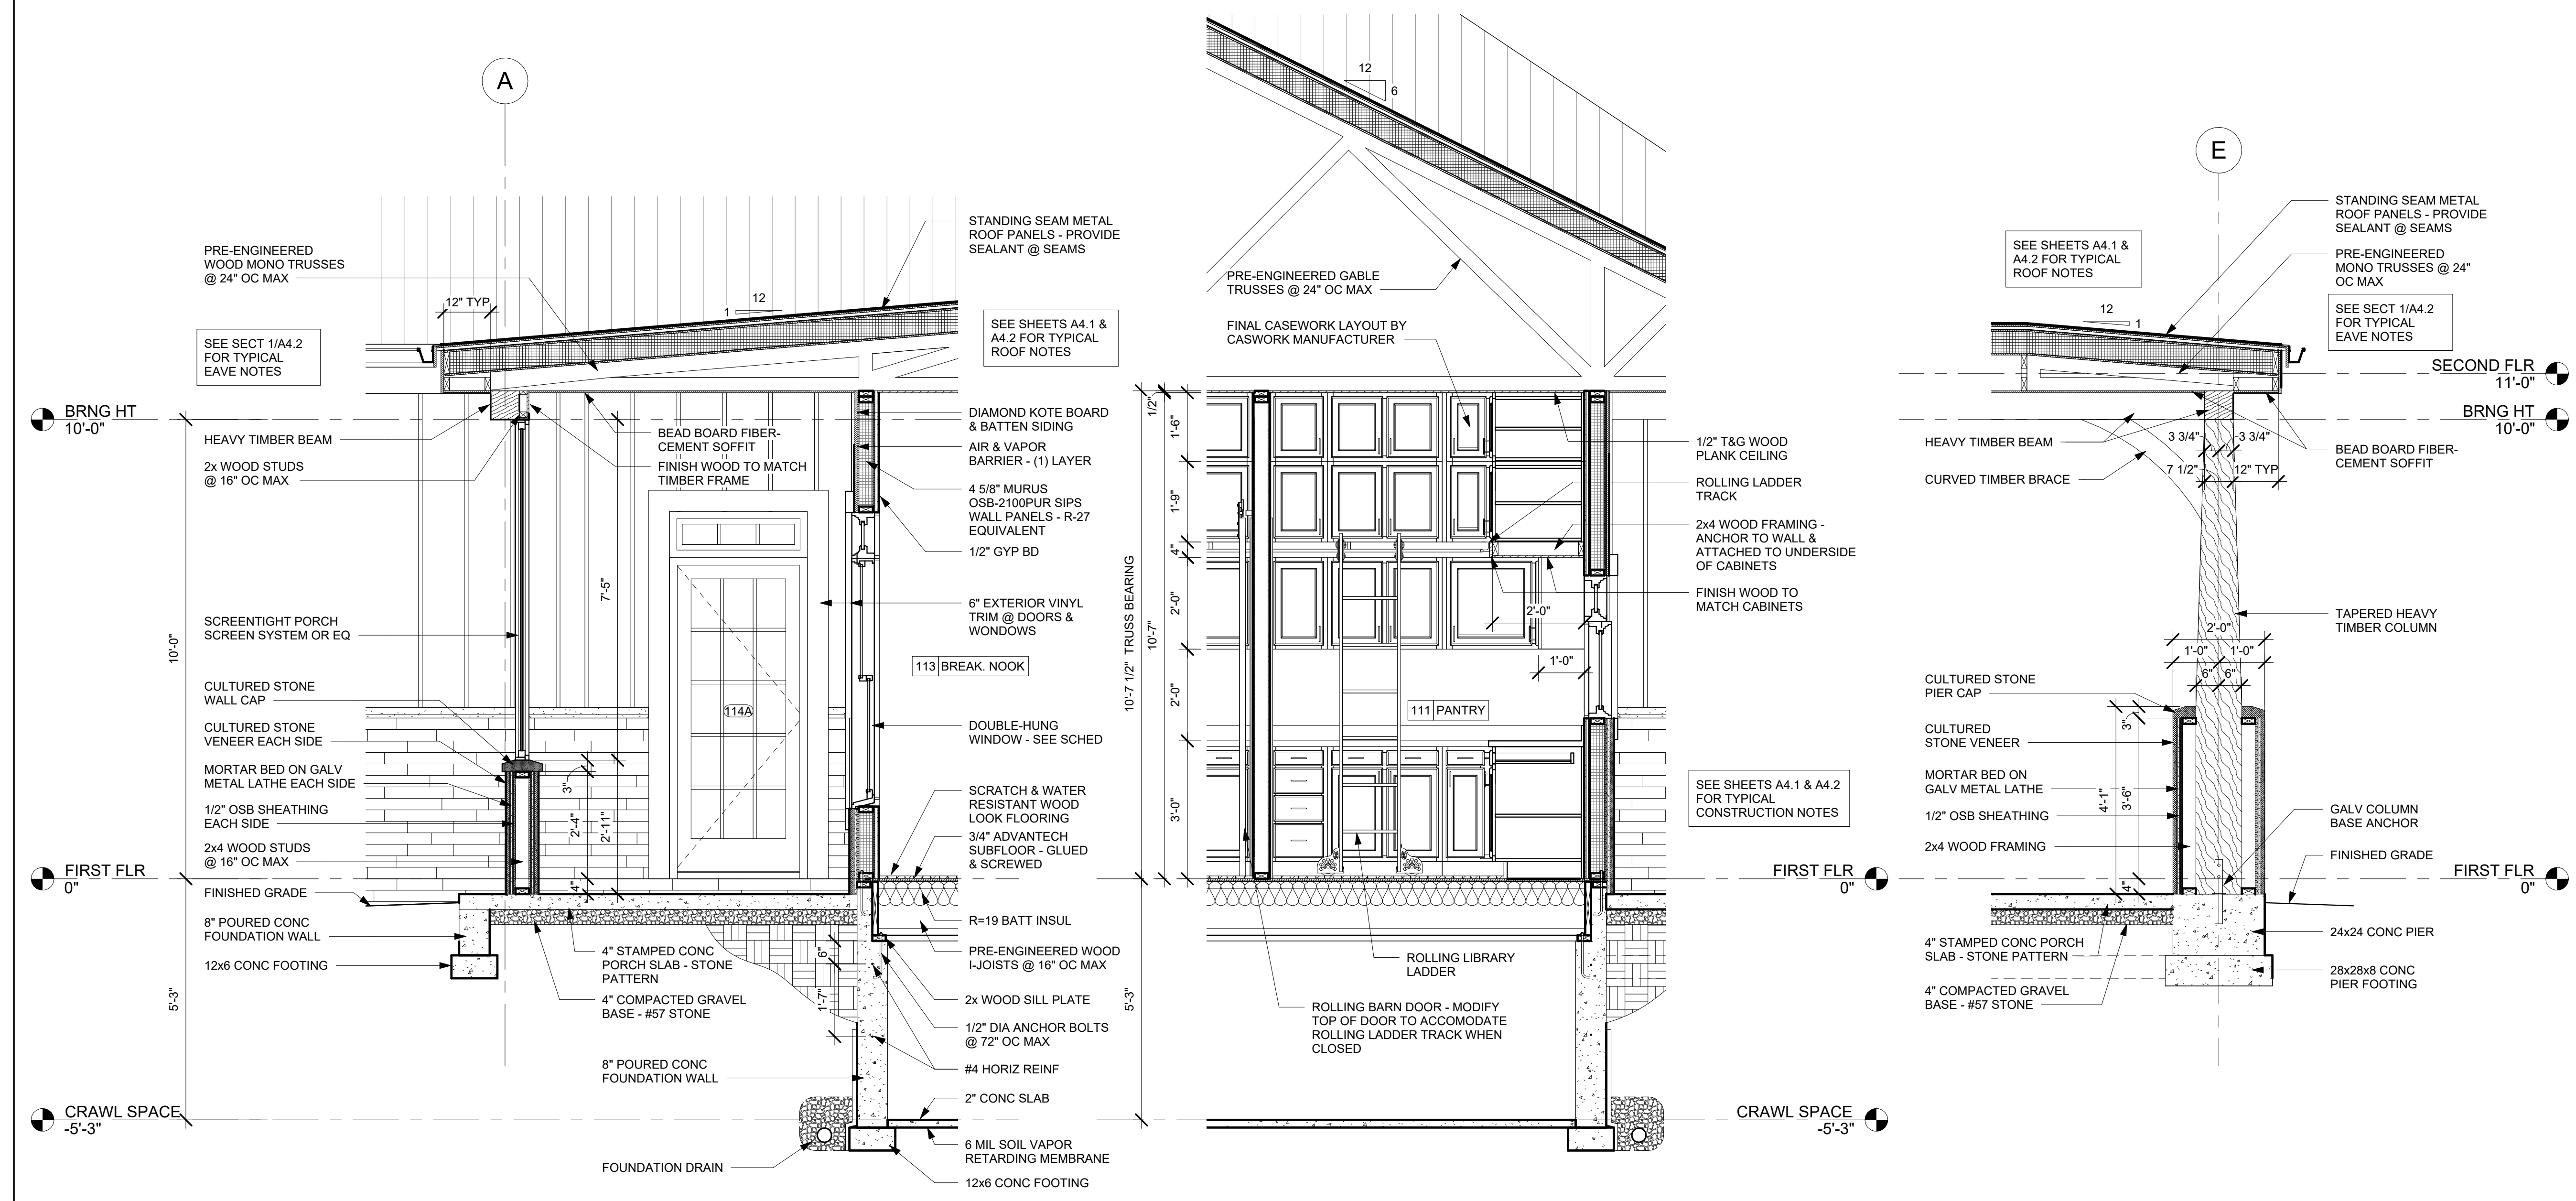 A
PRE-ENGINEERED
WOOD MONO TRUSSES
@ 24" OC MAX
12" TYP
12
1
SEE SECT 1/A4.2
FOR TYPICAL
EAVE NOTES
BRNG HT
10'-0"
HEAVY TIMBER BEAM
2x WOOD STUDS
@ 16" OC MAX
SCREENTIGHT PORCH
SCREEN SYSTEM OR EQ
10'-0"
CULTURED STONE
WALL CAP
CULTURED STONE
VENEER EACH SIDE
MORTAR BED ON GALV
METAL LATHE EACH SIDE
1/2" OSB SHEATHING
EACH SIDE
2x4 WOOD STUDS
@ 16" OC MAX
FIRST FLR
0"
FINISHED GRADE
8" POURED CONC
FOUNDATION WALL
12x6 CONC FOOTING
5'-3"
CRAWL SPACE
-5'-3"
BEAD BOARD FIBER-
CEMENT SOFFIT
FINISH WOOD TO MATCH
TIMBER FRAME
7'-5"
114A
3"
2'-4"
2'-11"
4"
4" STAMPED CONC
PORCH SLAB - STONE
PATTERN
4" COMPACTED GRAVEL
BASE - #57 STONE
6"
1'-7"
8" POURED CONC
FOUNDATION WALL
FOUNDATION DRAIN
STANDING SEAM METAL
ROOF PANELS - PROVIDE
SEALANT @ SEAMS
SEE SHEETS A4.1 &
A4.2 FOR TYPICAL
ROOF NOTES
DIAMOND KOTE BOARD
& BATTEN SIDING
AIR & VAPOR
BARRIER - (1) LAYER
4 5/8" MURUS
OSB-2100PUR SIPS
WALL PANELS - R-27
EQUIVALENT
1/2" GYP BD
6" EXTERIOR VINYL
TRIM @ DOORS &
WONDOWS
113 BREAK. NOOK
DOUBLE-HUNG
WINDOW - SEE SCHED
SCRATCH & WATER
RESISTANT WOOD
LOOK FLOORING
3/4" ADVANTECH
SUBFLOOR - GLUED
& SCREWED
R=19 BATT INSUL
PRE-ENGINEERED WOOD
I-JOISTS @ 16" OC MAX
2x WOOD SILL PLATE
1/2" DIA ANCHOR BOLTS
@ 72" OC MAX
#4 HORIZ REINF
2" CONC SLAB
6 MIL SOIL VAPOR
RETARDING MEMBRANE
12x6 CONC FOOTING
12
6
PRE-ENGINEERED GABLE
TRUSSES @ 24" OC MAX
FINAL CASEWORK LAYOUT BY
CASWORK MANUFACTURER
10'-7 1/2" TRUSS BEARING
10'-7"
1/2"
1'-6"
1'-9"
4"
2'-0"
2'-0"
3'-0"
5'-3"
2'-0"
1'-0"
111 PANTRY
1/2" T&G WOOD
PLANK CEILING
ROLLING LADDER
TRACK
2x4 WOOD FRAMING -
ANCHOR TO WALL &
ATTACHED TO UNDERSIDE
OF CABINETS
FINISH WOOD TO
MATCH CABINETS
SEE SHEETS A4.1 & A4.2
FOR TYPICAL
CONSTRUCTION NOTES
ROLLING LIBRARY
LADDER
ROLLING BARN DOOR - MODIFY
TOP OF DOOR TO ACCOMODATE
ROLLING LADDER TRACK WHEN
CLOSED
FIRST FLR
0"
CRAWL SPACE
-5'-3"
E
SEE SHEETS A4.1 &
A4.2 FOR TYPICAL
ROOF NOTES
12
1
STANDING SEAM METAL
ROOF PANELS - PROVIDE
SEALANT @ SEAMS
PRE-ENGINEERED
MONO TRUSSES @ 24"
OC MAX
SEE SECT 1/A4.2
FOR TYPICAL
EAVE NOTES
SECOND FLR
11'-0"
BRNG HT
10'-0"
HEAVY TIMBER BEAM
CURVED TIMBER BRACE
3 3/4"
3 3/4"
7 1/2"
12" TYP
BEAD BOARD FIBER-
CEMENT SOFFIT
TAPERED HEAVY
TIMBER COLUMN
2'-0"
1'-0"
1'-0"
6"
6"
CULTURED STONE
PIER CAP
CULTURED
STONE VENEER
MORTAR BED ON
GALV METAL LATHE
1/2" OSB SHEATHING
2x4 WOOD FRAMING
3"
4'-1"
3'-6"
4"
GALV COLUMN
BASE ANCHOR
FINISHED GRADE
FIRST FLR
0"
4" STAMPED CONC PORCH
SLAB - STONE PATTERN
4" COMPACTED GRAVEL
BASE - #57 STONE
24x24 CONC PIER
28x28x8 CONC
PIER FOOTING